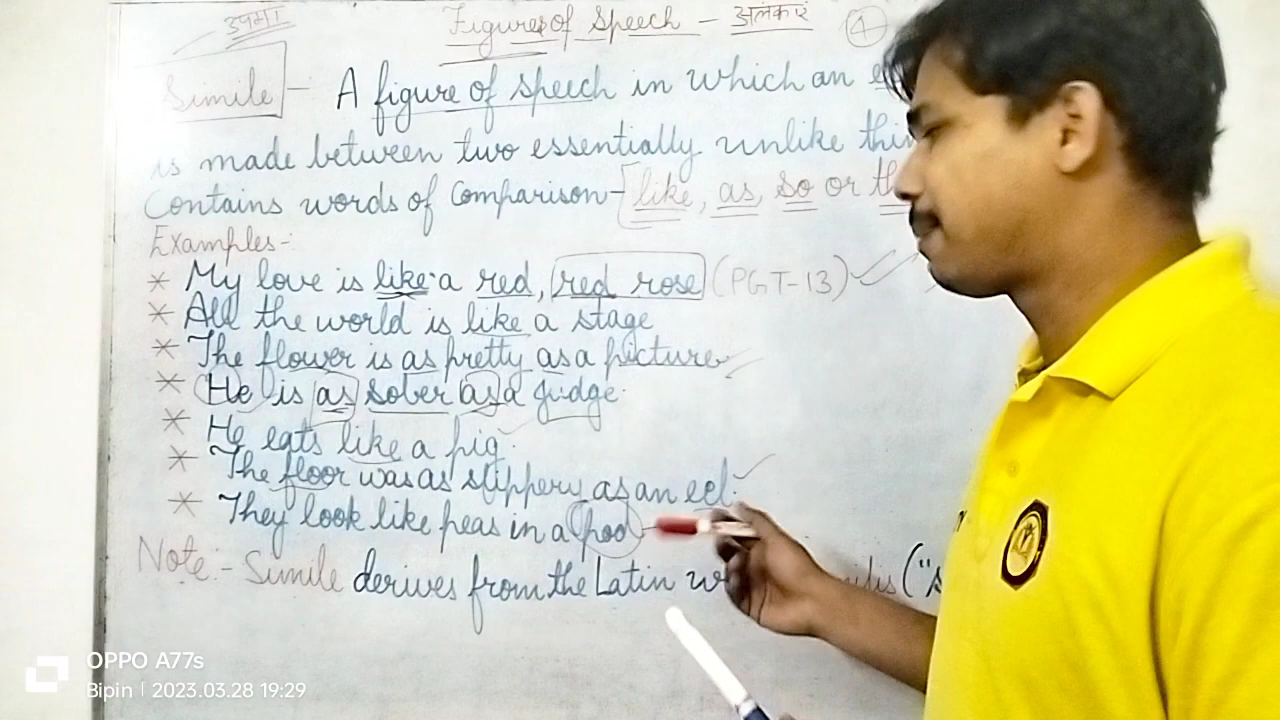 उपमा
Figures of Speech - अलंकार
4
Simile - A figure of speech in which an
is made between two essentially unlike
Contains words of Comparison - like, as, so or
Examples -:
* My love is like a red, red rose (PGT-13)
* All the world is like a stage
* The flower is as pretty as a picture
* He is as sober as a judge.
* He eats like a pig.
* The floor was as slippery as an eel.
* They look like peas in a pod
Note:- Simile derives from the Latin
OPPO A77s
Bipin | 2023.03.28 19:29